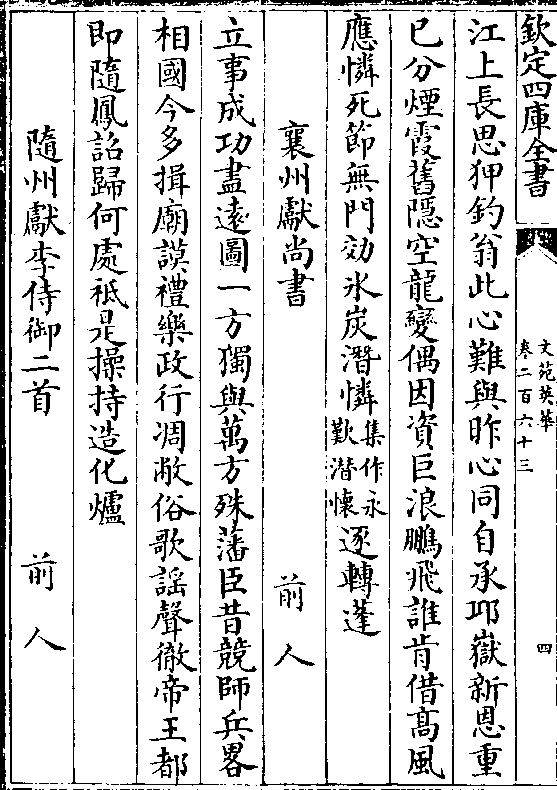 欽定四庫全書
文苑英華
卷二百六十三
四
江上長思狎釣翁此心難與昨心同自承邛嶽新恩重
已分煙霞舊隠空龍變偶因資巨浪鵬飛誰肯借髙風
應憐死節無門効氷炭潛憐集作永歎潜懷逐轉蓬
襄州獻尚書 前人
立事成功盡遠圖一方獨與萬方殊藩臣昔競師兵畧
相國今多揖廟謨禮樂政行凋敝俗歌謡聲徹帝王都
即隨鳳詔歸何處祗是操持造化爐
隨州獻李侍御二首 前人